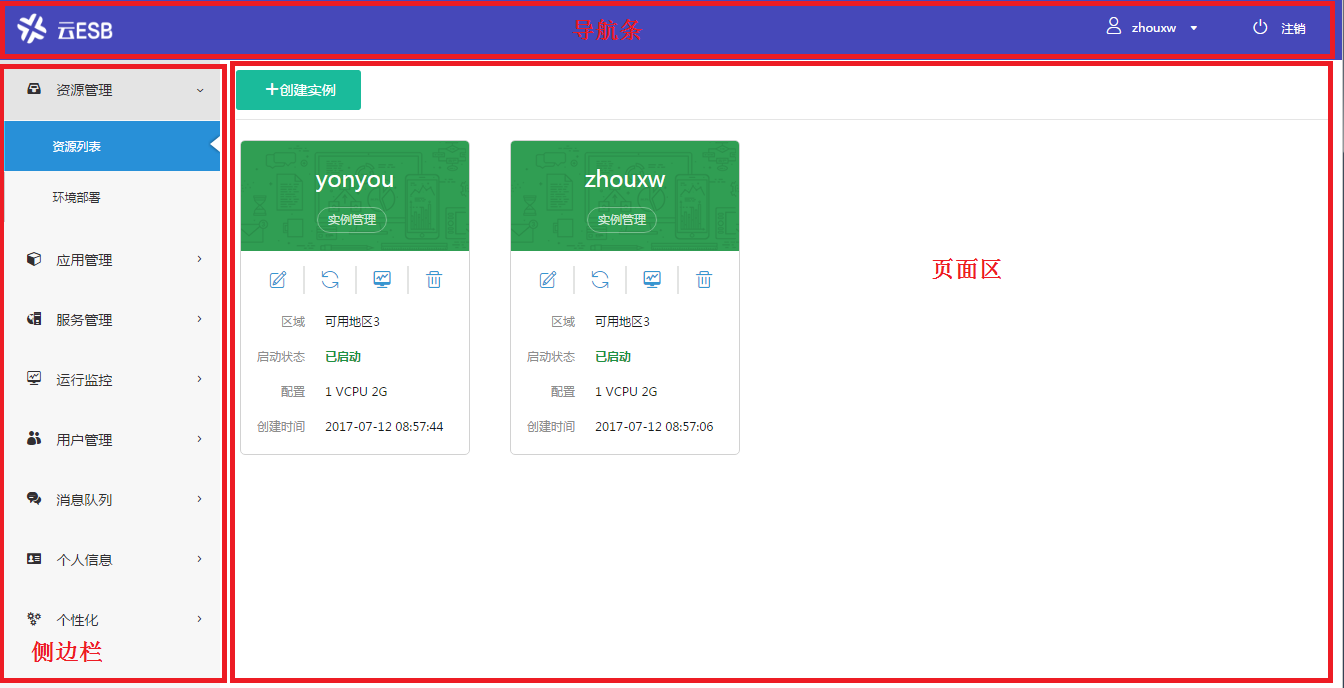 云ESB
导航条
zhouxw
注销
资源管理
资源列表
环境部署
应用管理
服务管理
运行监控
用户管理
消息队列
个人信息
个性化
侧边栏
创建实例
yonyou
实例管理
区域 可用地区3
启动状态 已启动
配置 1 VCPU 2G
创建时间 2017-07-12 08:57:44
zhouxw
实例管理
区域 可用地区3
启动状态 已启动
配置 1 VCPU 2G
创建时间 2017-07-12 08:57:06
页面区